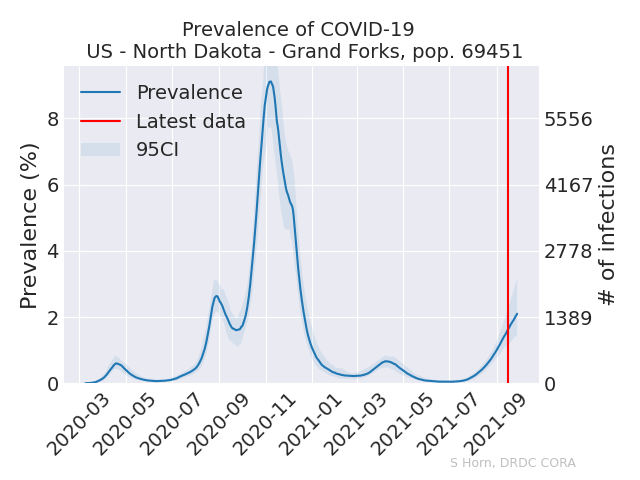 Prevalence of COVID-19
US - North Dakota - Grand Forks, pop. 69451
Prevalence
Latest data
95CI
Prevalence (%)
8
6
4
2
0
5556
4167
2778
1389
0
# of infections
2020-03
2020-05
2020-07
2020-09
2020-11
2021-01
2021-03
2021-05
2021-07
2021-09
S Horn, DRDC CORA